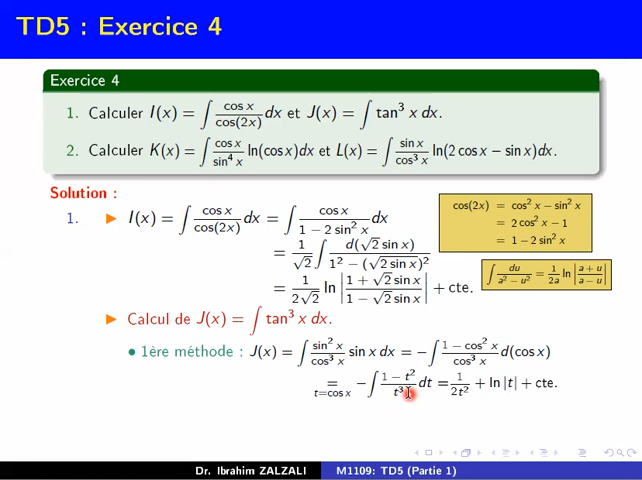 TD5 : Exercice 4
Exercice 4
1. Calculer I(x) = ∫ cos x / cos(2x) dx et J(x) = ∫ tan³ x dx.
2. Calculer K(x) = ∫ cos x / sin⁴ x ln(cos x)dx et L(x) = ∫ sin x / cos³ x ln(2 cos x − sin x)dx.
Solution :
1. ► I(x) = ∫ cos x / cos(2x) dx = ∫ cos x / 1 − 2 sin² x dx
= 1/√2 ∫ d(√2 sin x) / 1² − (√2 sin x)²
= 1/2√2 ln |1 + √2 sin x / 1 − √2 sin x| + cte.
cos(2x) = cos² x − sin² x
= 2 cos² x − 1
= 1 − 2 sin² x
∫ du / a² − u² = 1/2a ln |a + u / a − u|
► Calcul de J(x) = ∫ tan³ x dx.
• 1ère méthode : J(x) = ∫ sin² x / cos³ x sin x dx = − ∫ 1 − cos² x / cos³ x d(cos x)
= t=cos x − ∫ 1 − t² / t³ dt = 1/2t² + ln |t| + cte.
Dr. Ibrahim ZALZALI M1109: TD5 (Partie 1)